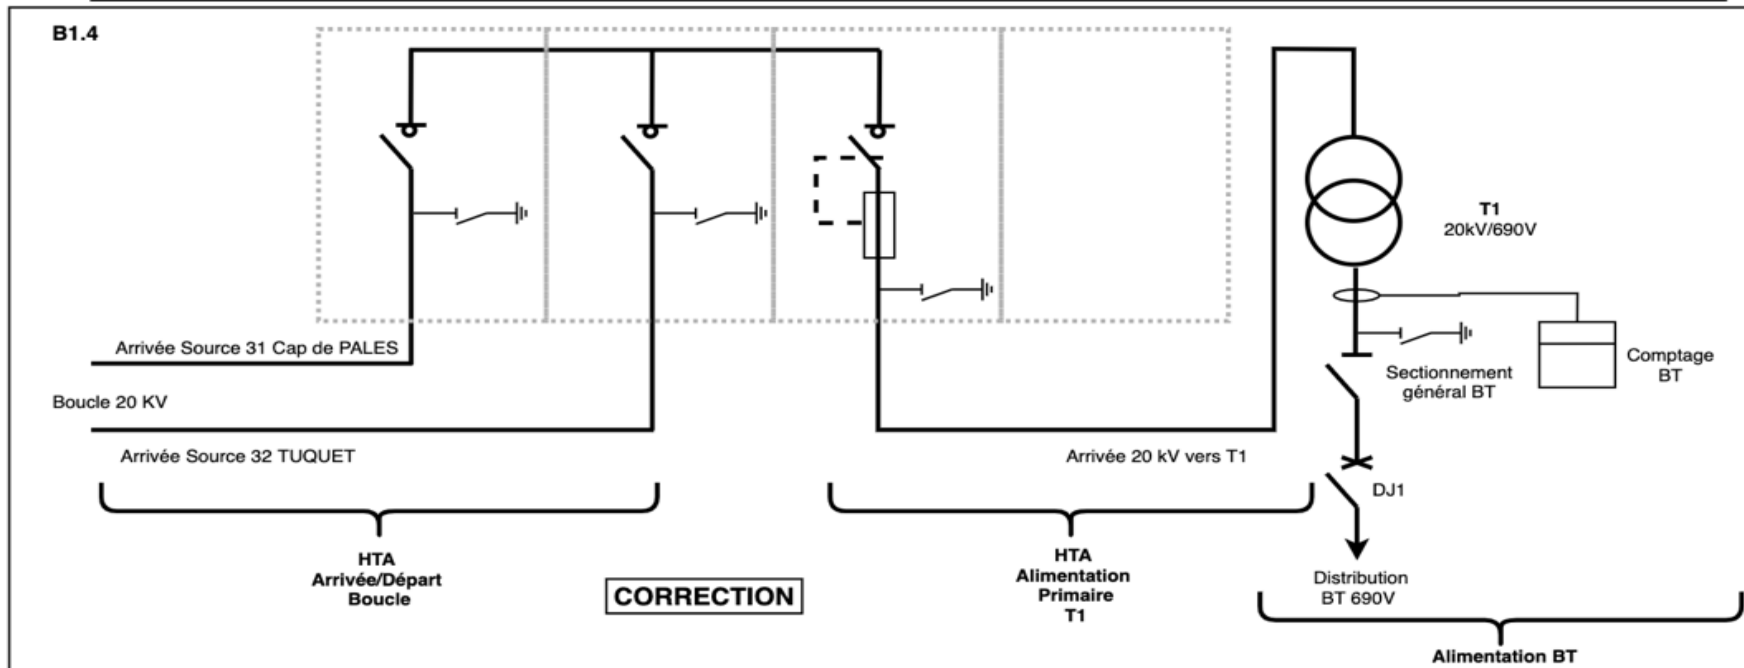 B1.4
T1
20kV/690V
Arrivée Source 31 Cap de PALES
Comptage
BT
Sectionnement
général BT
Boucle 20 KV
Arrivée Source 32 TUQUET
Arrivée 20 kV vers T1
DJ1
HTA
Arrivée/Départ
Boucle
CORRECTION
HTA
Alimentation
Primaire
T1
Distribution
BT 690V
Alimentation BT